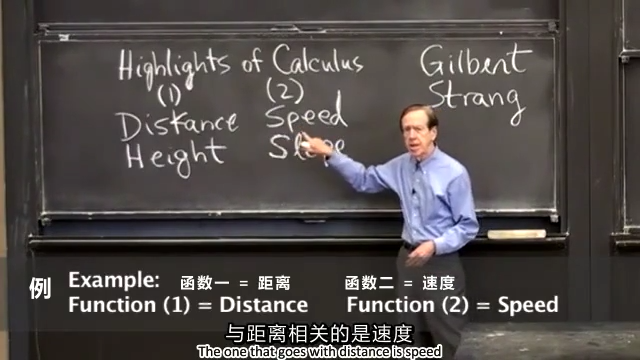 Highlights of Calculus
Gilbert
Strang
(1) (2)
Distance Speed
Height Slope
例 Example: 函数一 = 距离 函数二 = 速度
Function (1) = Distance Function (2) = Speed
与距离相关的是速度
The one that goes with distance is speed